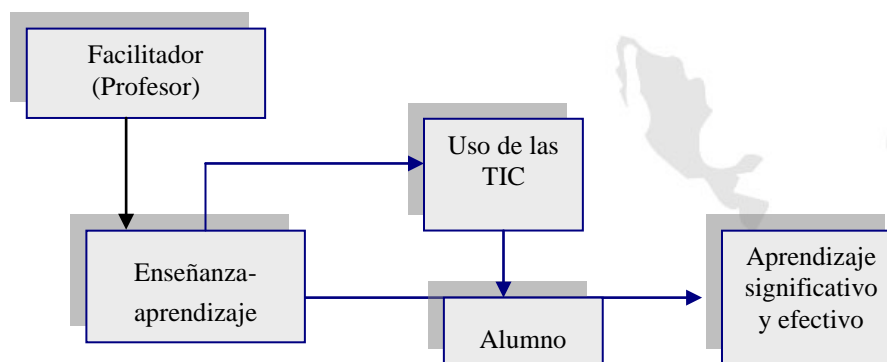 Facilitador
(Profesor)
Uso de las
TIC
Enseñanza-
aprendizaje
Alumno
Aprendizaje
significativo
y efectivo